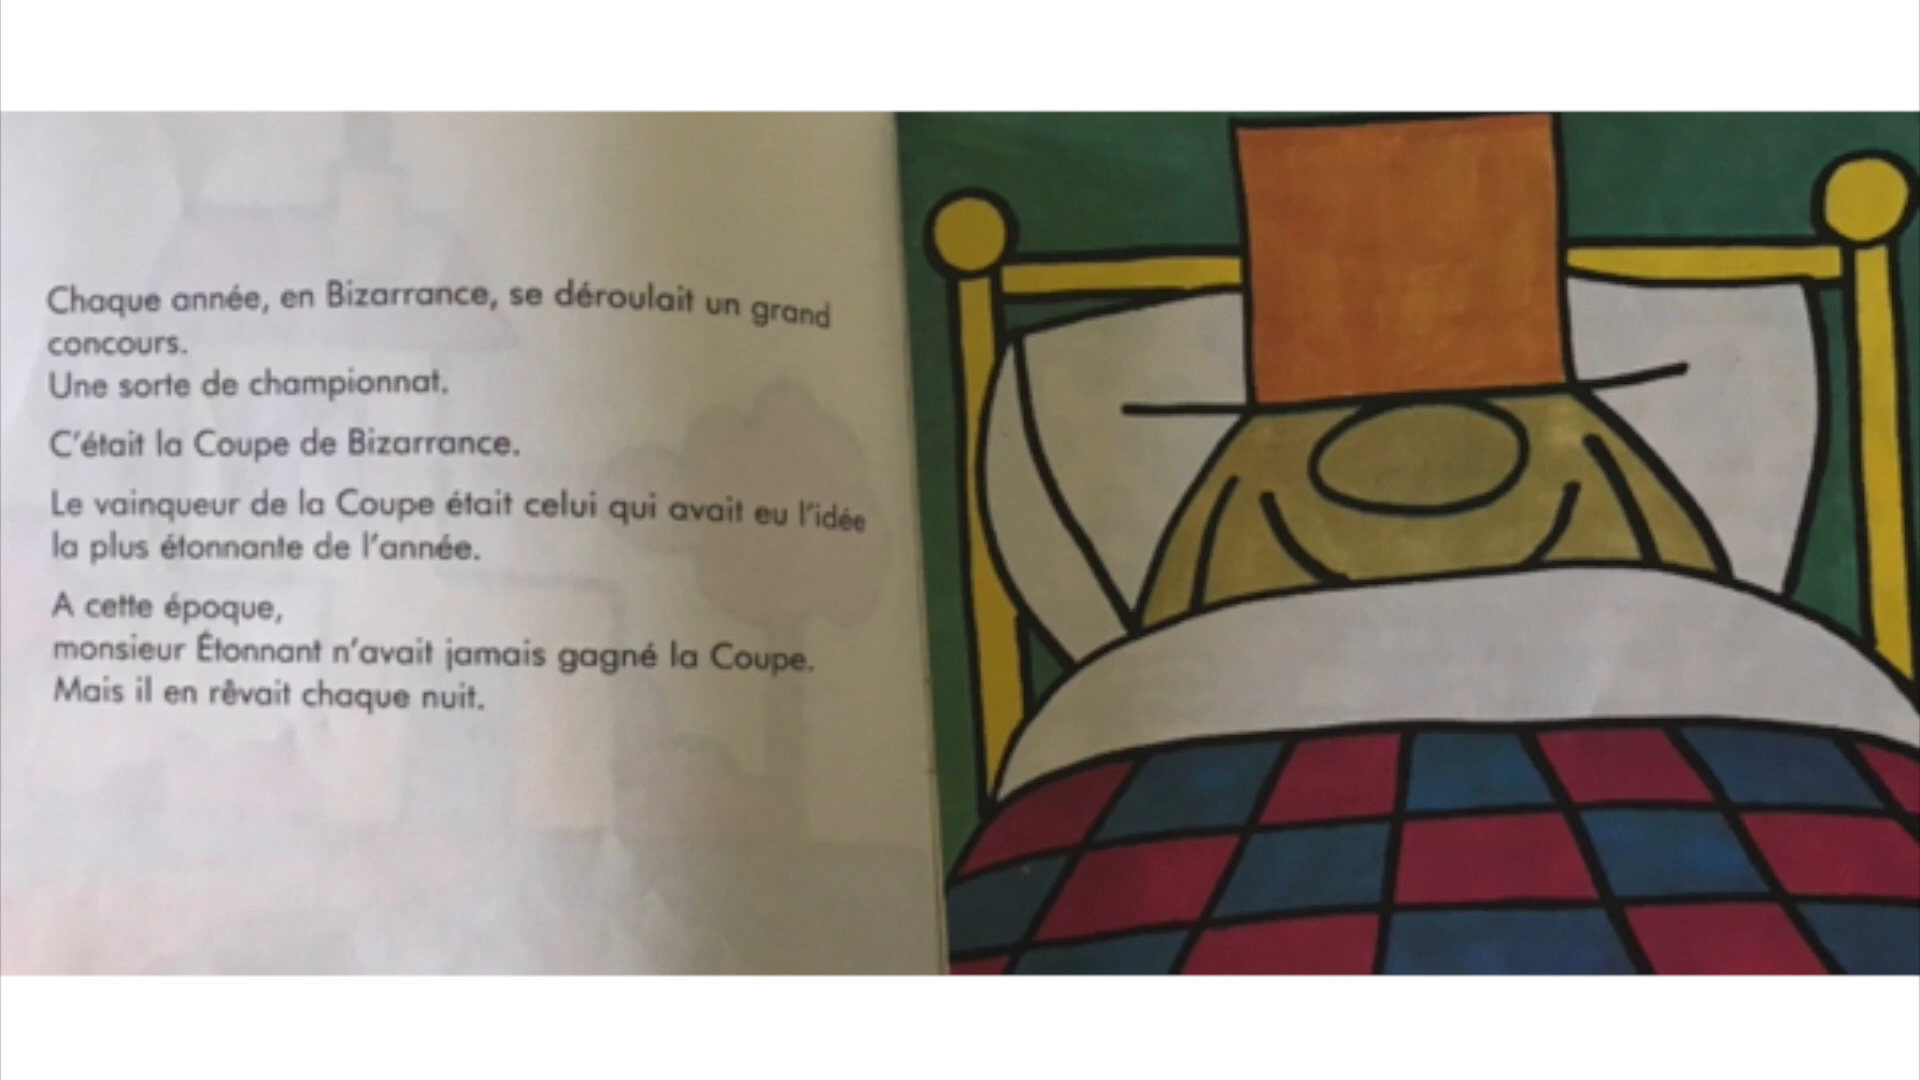 Chaque année, en Bizarrance, se déroulait un grand
concours.
Une sorte de championnat.
C'était la Coupe de Bizarrance.
Le vainqueur de la Coupe était celui qui avait eu l'idée
la plus étonnante de l'année.
A cette époque,
monsieur Étonnant n'avait jamais gagné la Coupe.
Mais il en rêvait chaque nuit.